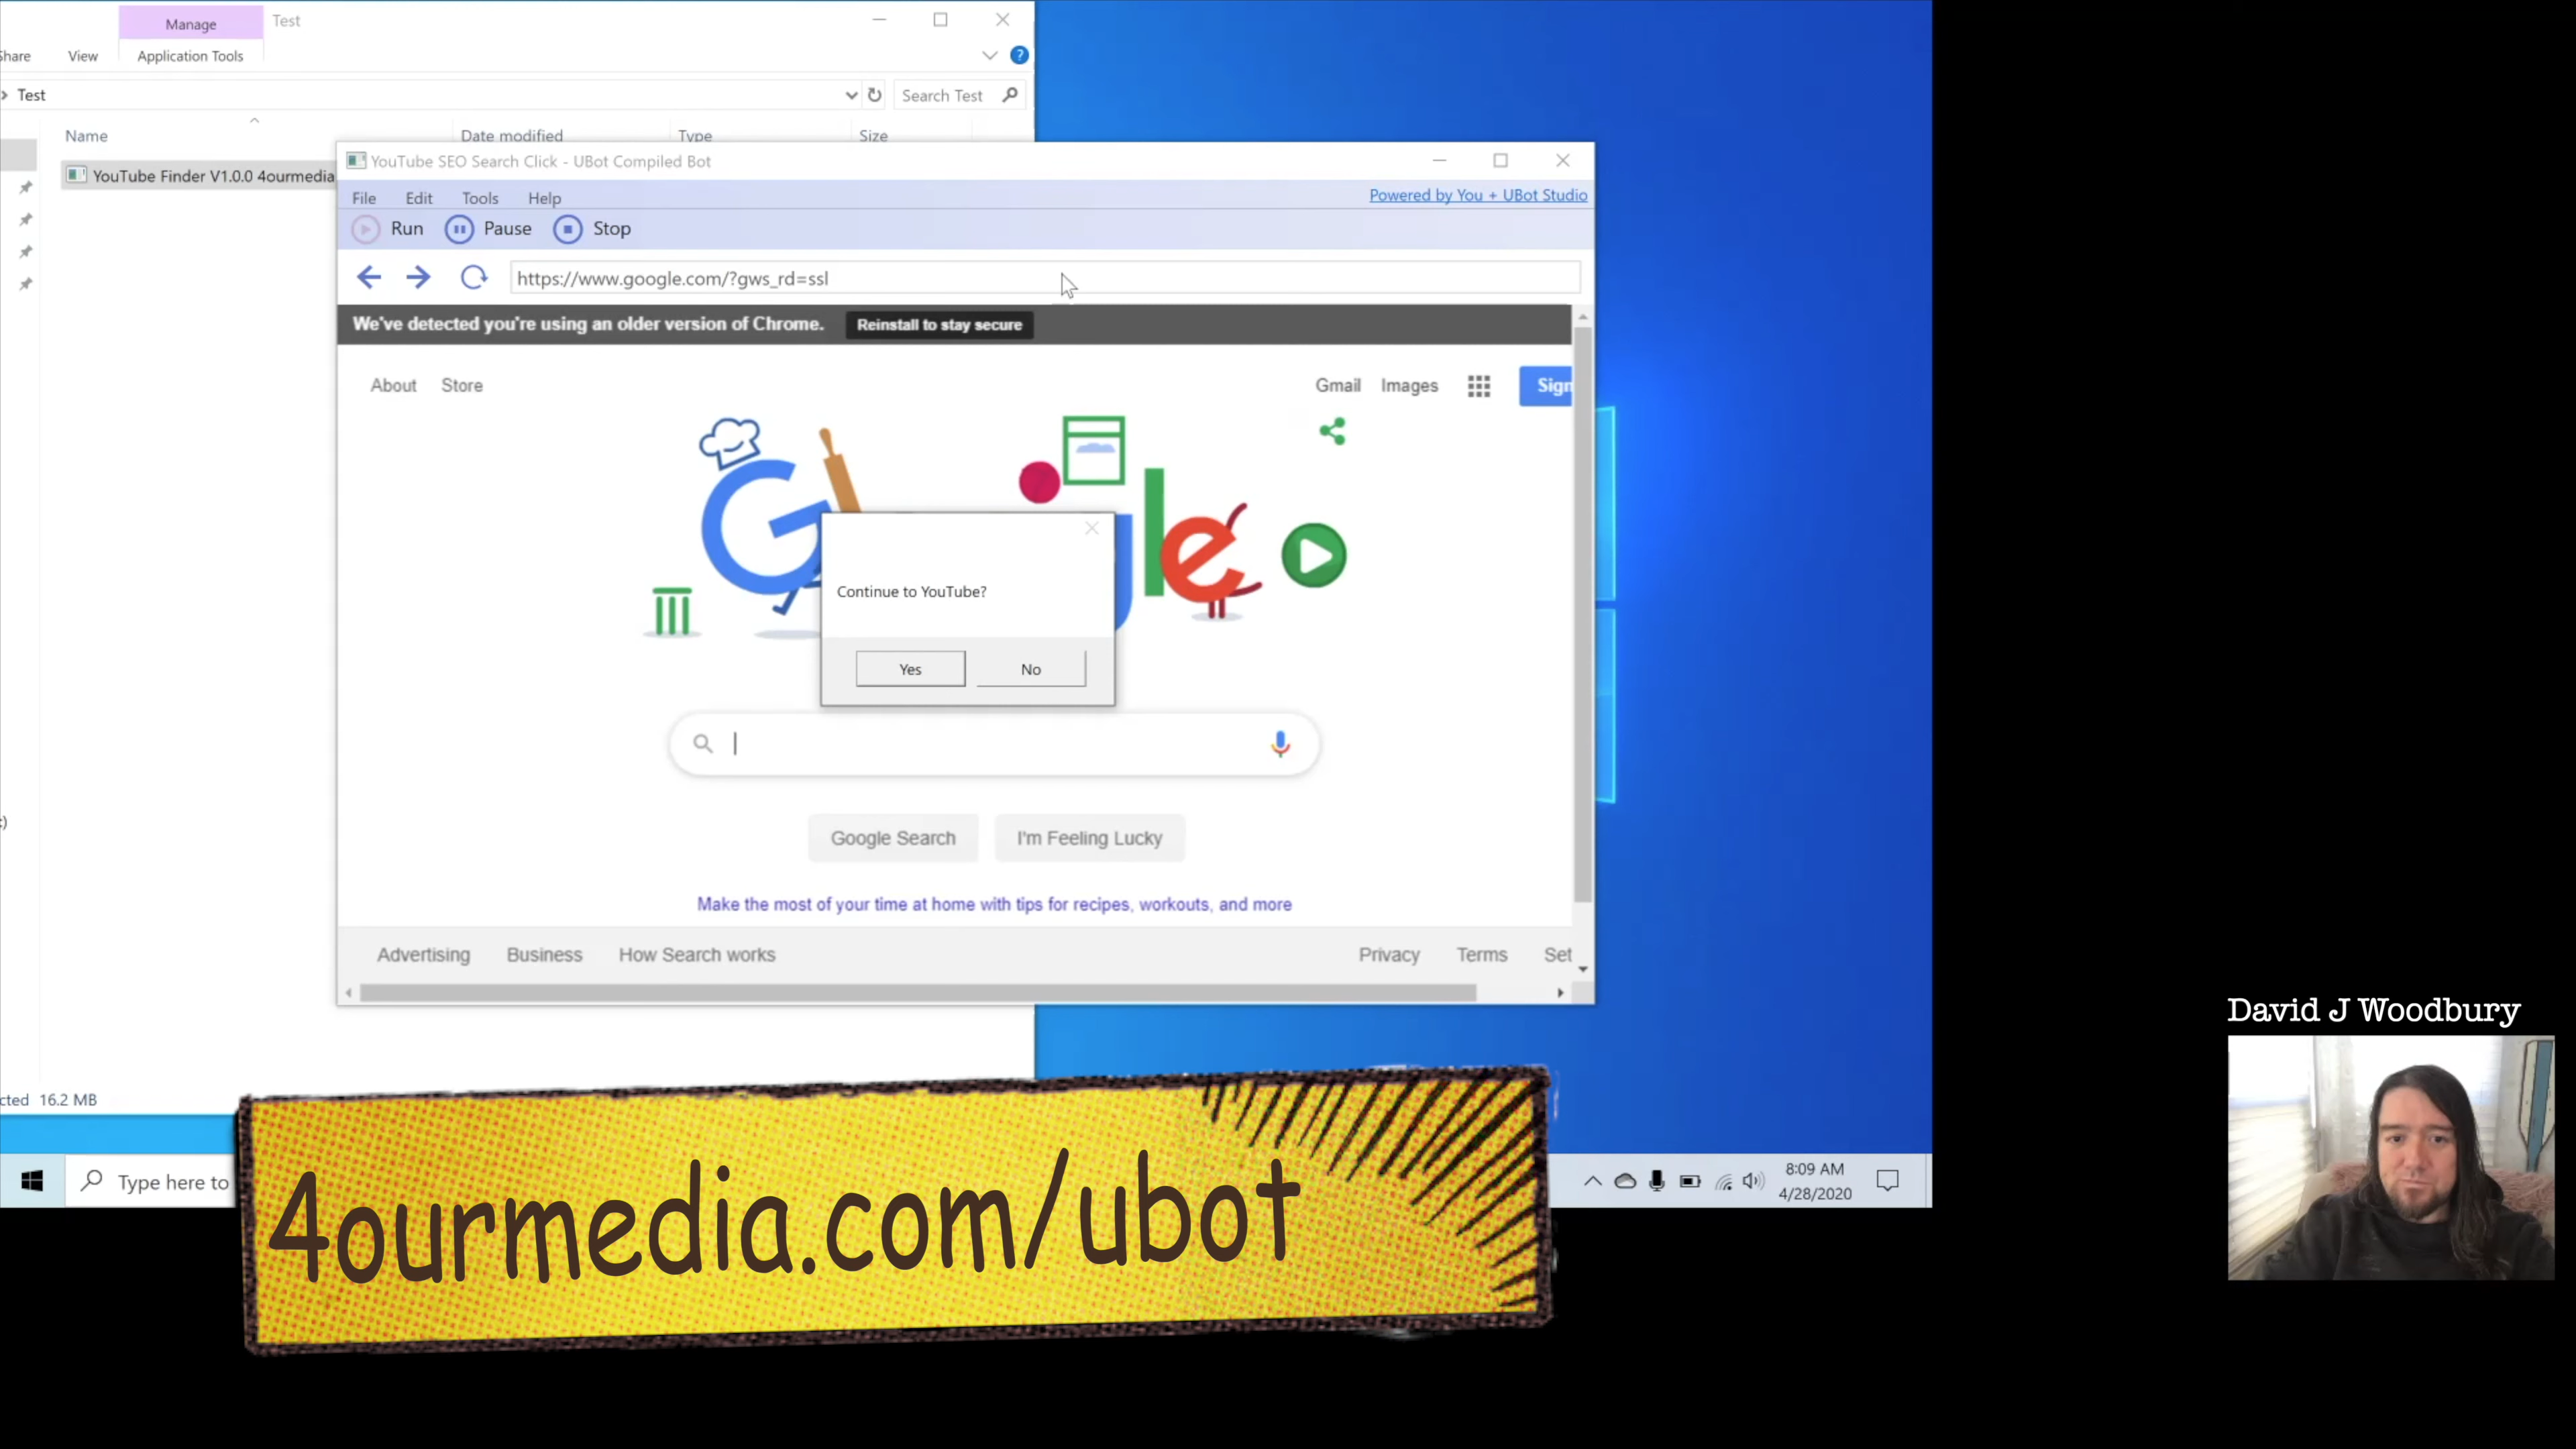 Manage
Test
Share View Application Tools
Test
Search Test
Name Date modified Type Size
YouTube Finder V1.0.0 4ourmedia
YouTube SEO Search Click - UBot Compiled Bot
File Edit Tools Help
Powered by You + UBot Studio
Run Pause Stop
https://www.google.com/?gws_rd=ssl
We've detected you're using an older version of Chrome. Reinstall to stay secure
About Store
Gmail Images Sign
Continue to YouTube?
Yes No
Google Search I'm Feeling Lucky
Make the most of your time at home with tips for recipes, workouts, and more
Advertising Business How Search works
Privacy Terms Set
cted 16.2 MB
Type here to
8:09 AM
4/28/2020
4ourmedia.com/ubot
David J Woodbury